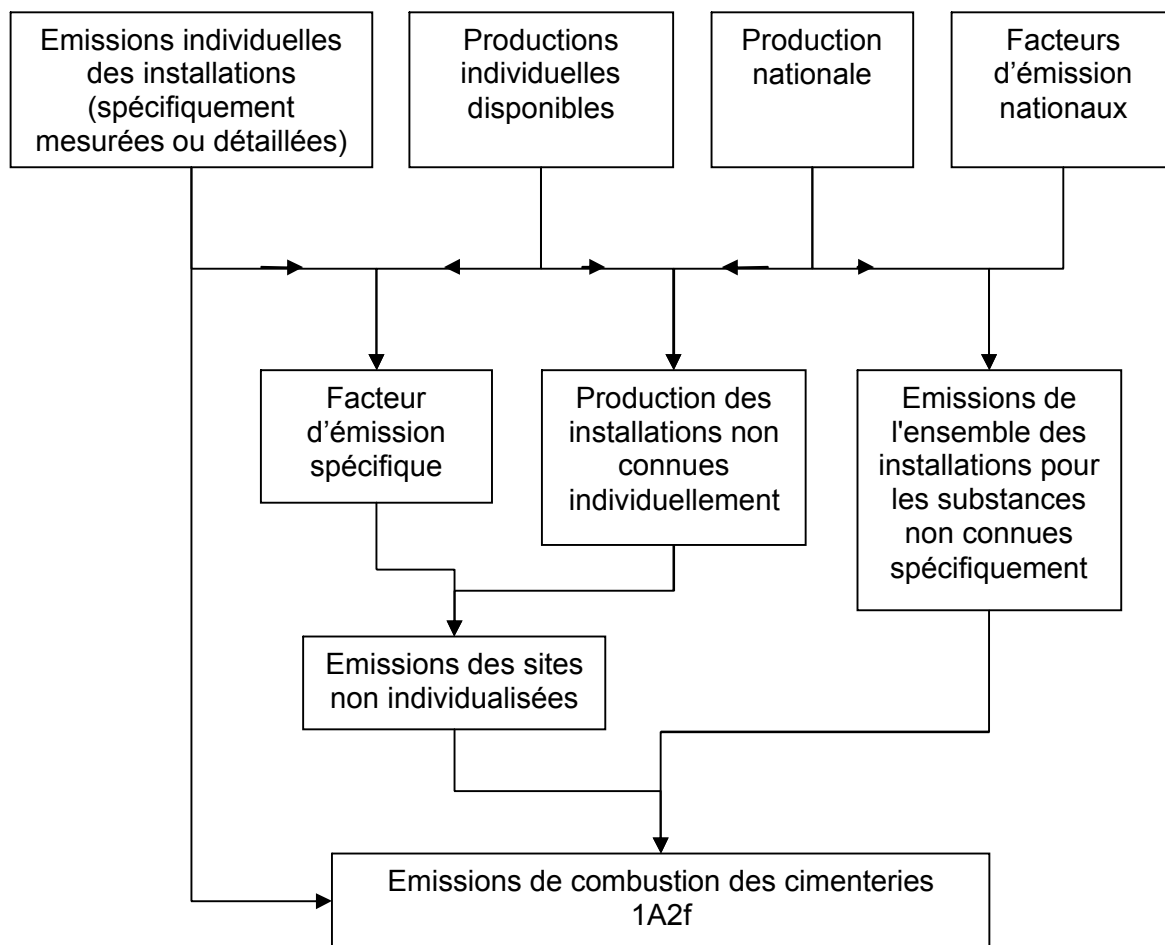 Emissions individuelles
des installations
(spécifiquement
mesurées ou détaillées)
Productions
individuelles
disponibles
Production
nationale
Facteurs
d’émission
nationaux
Facteur
d’émission
spécifique
Production des
installations non
connues
individuellement
Emissions de
l'ensemble des
installations pour
les substances
non connues
spécifiquement
Emissions des sites
non individualisées
Emissions de combustion des cimenteries
1A2f